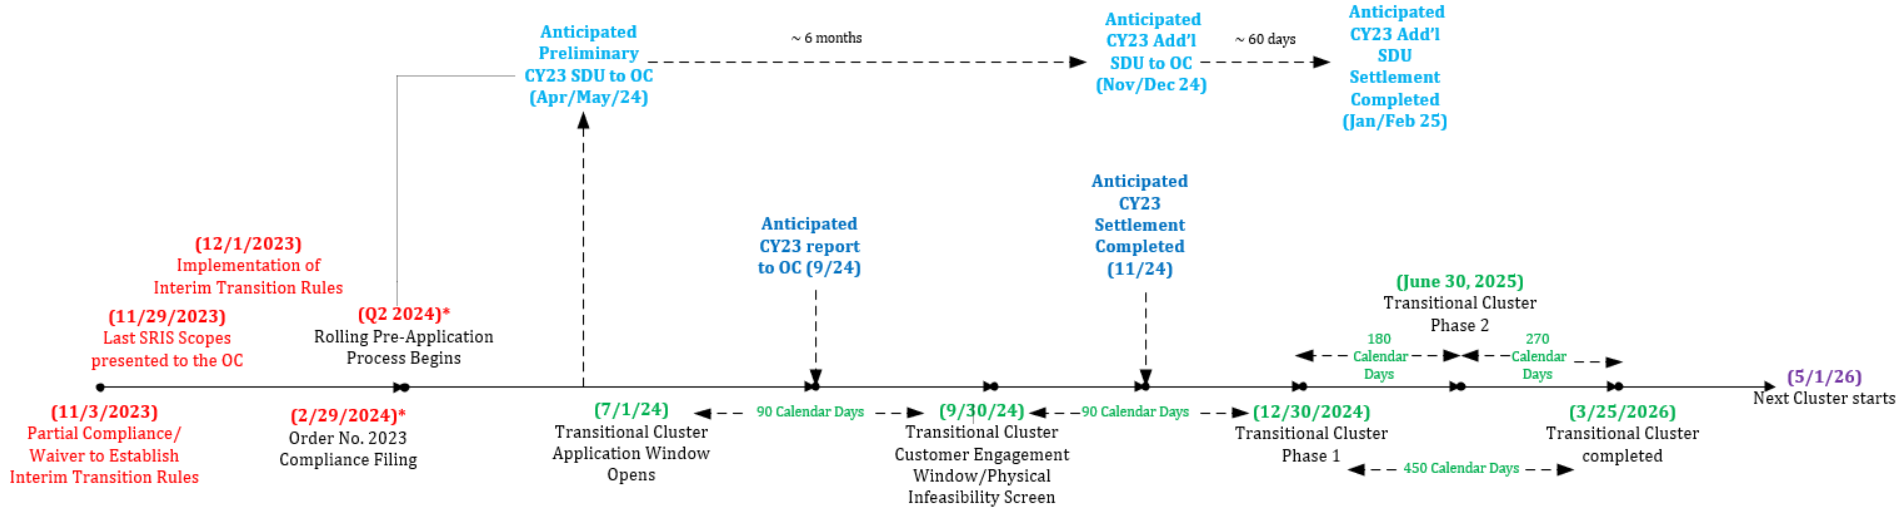 Anticipated
Preliminary
CY23 SDU to OC
(Apr/May/24)
~ 6 months
Anticipated
CY23 Add'l
SDU to OC
(Nov/Dec 24)
~ 60 days
Anticipated
CY23 Add'l
SDU
Settlement
Completed
(Jan/Feb 25)
Anticipated
CY23 report
to OC (9/24)
Anticipated
CY23
Settlement
Completed
(11/24)
(12/1/2023)
Implementation of
Interim Transition Rules
(11/29/2023)
Last SRIS Scopes
presented to the OC
(Q2 2024)*
Rolling Pre-Application
Process Begins
(June 30, 2025)
Transitional Cluster
Phase 2
180
Calendar
Days
270
Calendar
Days
(11/3/2023)
Partial Compliance/
Waiver to Establish
Interim Transition Rules
(2/29/2024)*
Order No. 2023
Compliance Filing
(7/1/24)
Transitional Cluster
Application Window
Opens
90 Calendar Days
(9/30/24)
Transitional Cluster
Customer Engagement
Window/Physical
Infeasibility Screen
90 Calendar Days
(12/30/2024)
Transitional Cluster
Phase 1
450 Calendar Days
(3/25/2026)
Transitional Cluster
completed
(5/1/26)
Next Cluster starts